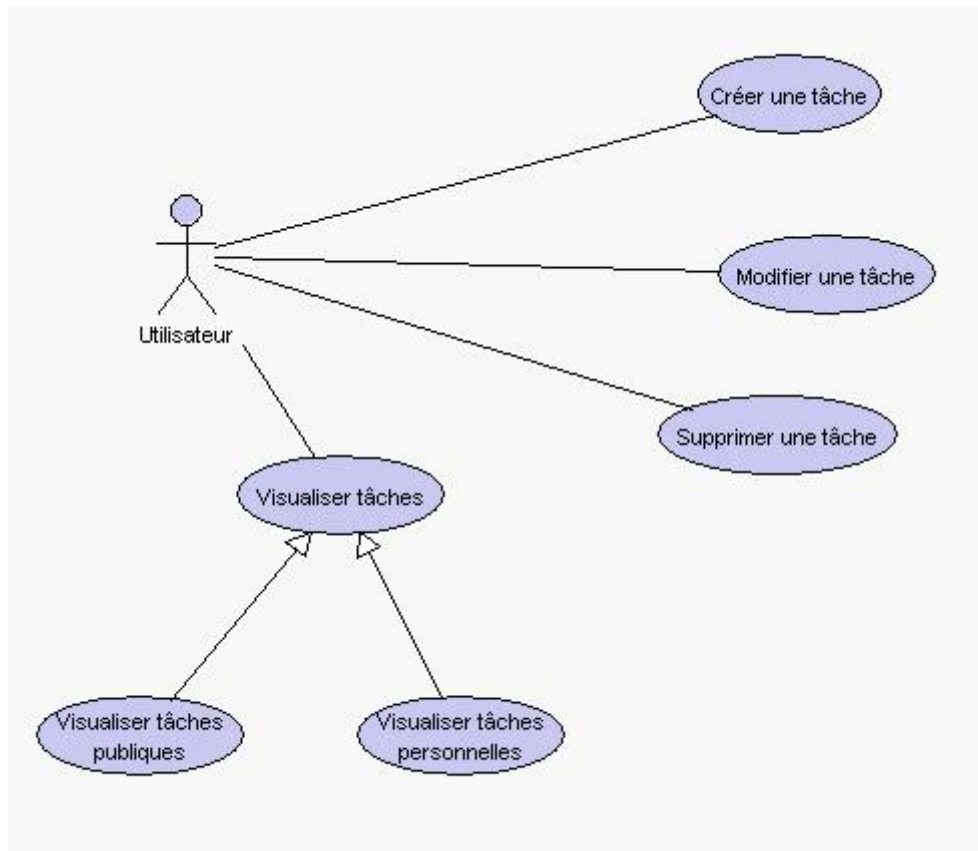 Créer une tâche
Modifier une tâche
Utilisateur
Supprimer une tâche
Visualiser tâches
Visualiser tâches
publiques
Visualiser tâches
personnelles